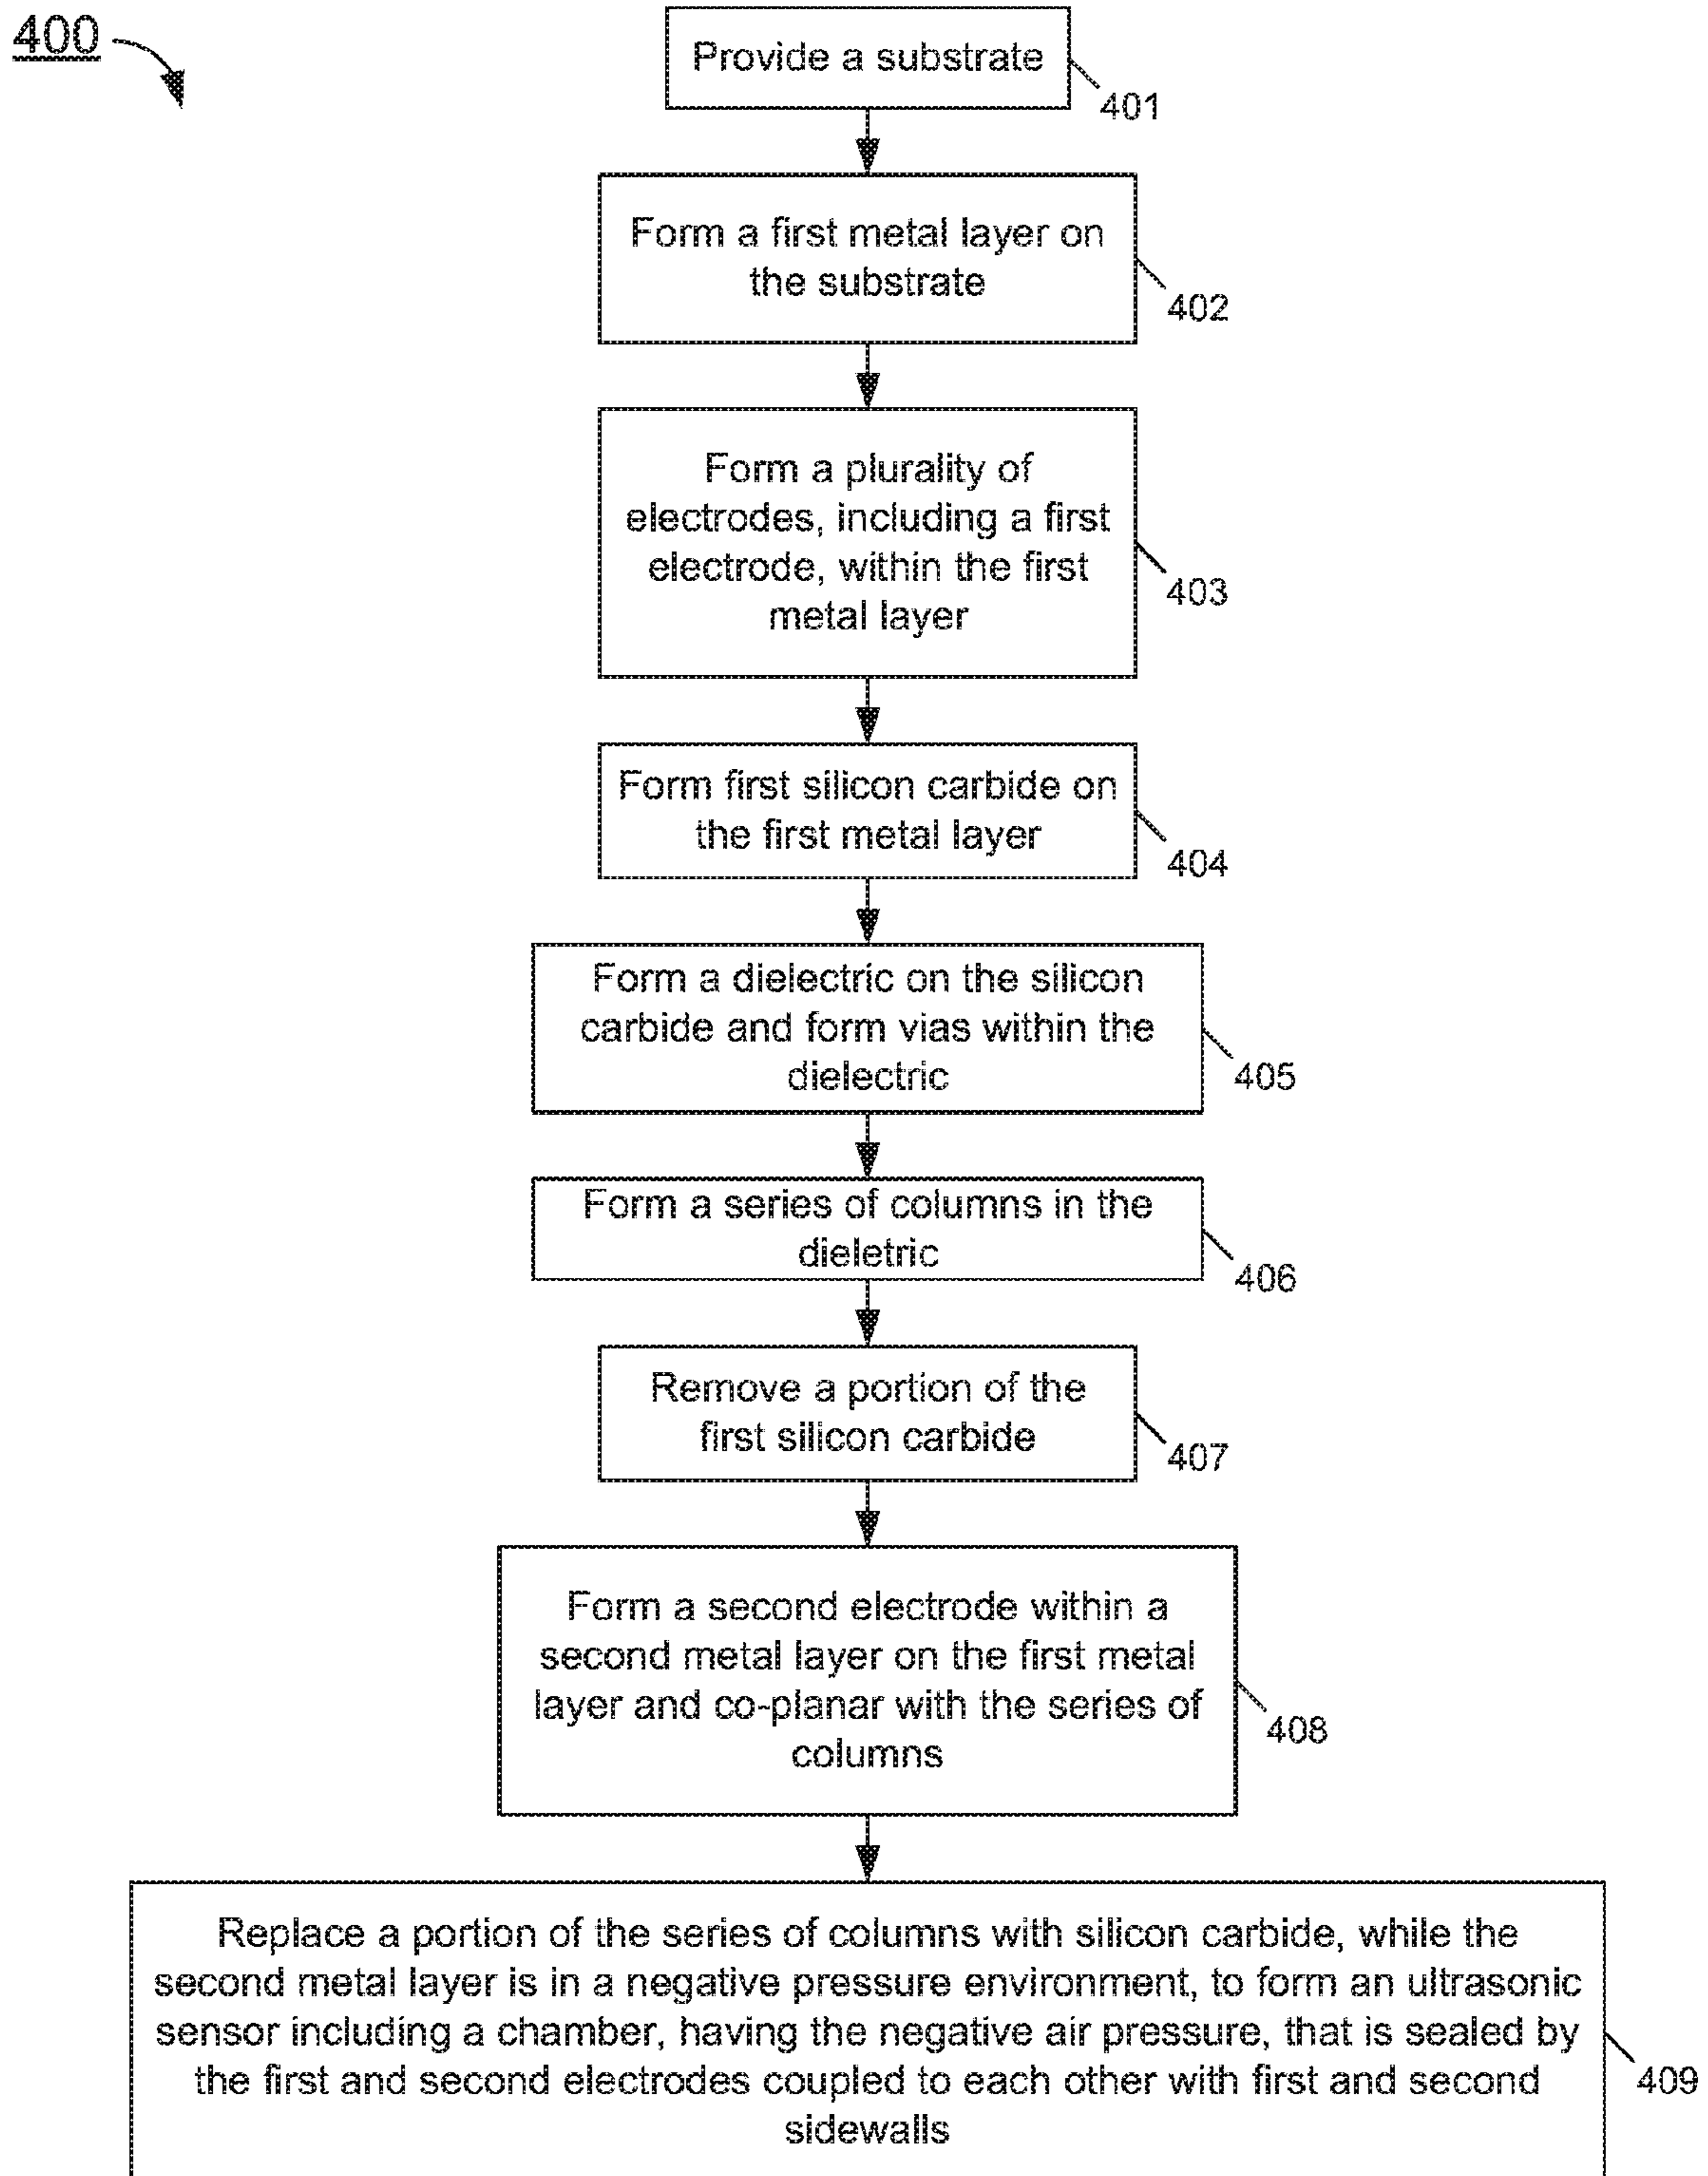 400
Provide a substrate
401
Form a first metal layer on
the substrate
402
Form a plurality of
electrodes, including a first
electrode, within the first
metal layer
403
Form first silicon carbide on
the first metal layer
404
Form a dielectric on the silicon
carbide and form vias within the
dielectric
405
Form a series of columns in the
dieletric
406
Remove a portion of the
first silicon carbide
407
Form a second electrode within a
second metal layer on the first metal
layer and co-planar with the series of
columns
408
Replace a portion of the series of columns with silicon carbide, while the
second metal layer is in a negative pressure environment, to form an ultrasonic
sensor including a chamber, having the negative air pressure, that is sealed by
the first and second electrodes coupled to each other with first and second
sidewalls
409